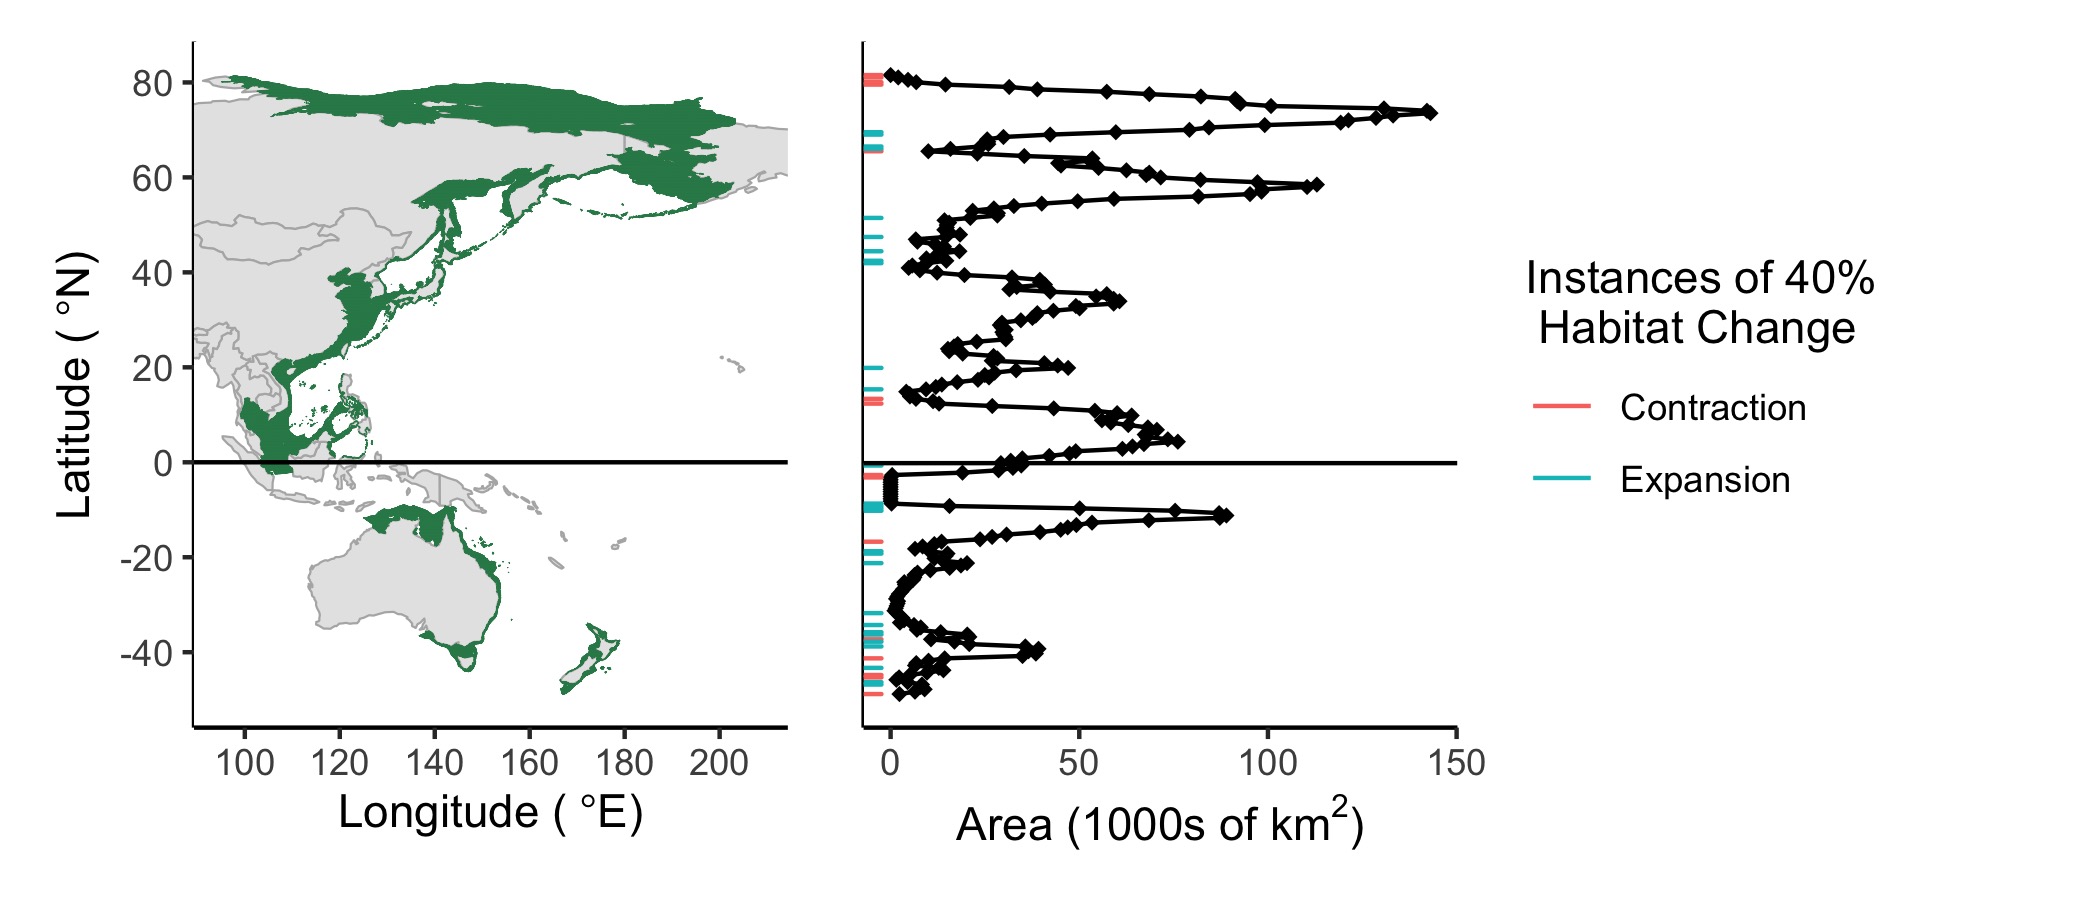 80
60
40
20
0
-20
-40
Latitude ( °N)
100 120 140 160 180 200
Longitude ( °E)
0 50 100 150
Area (1000s of km²)
Instances of 40%
Habitat Change
Contraction
Expansion